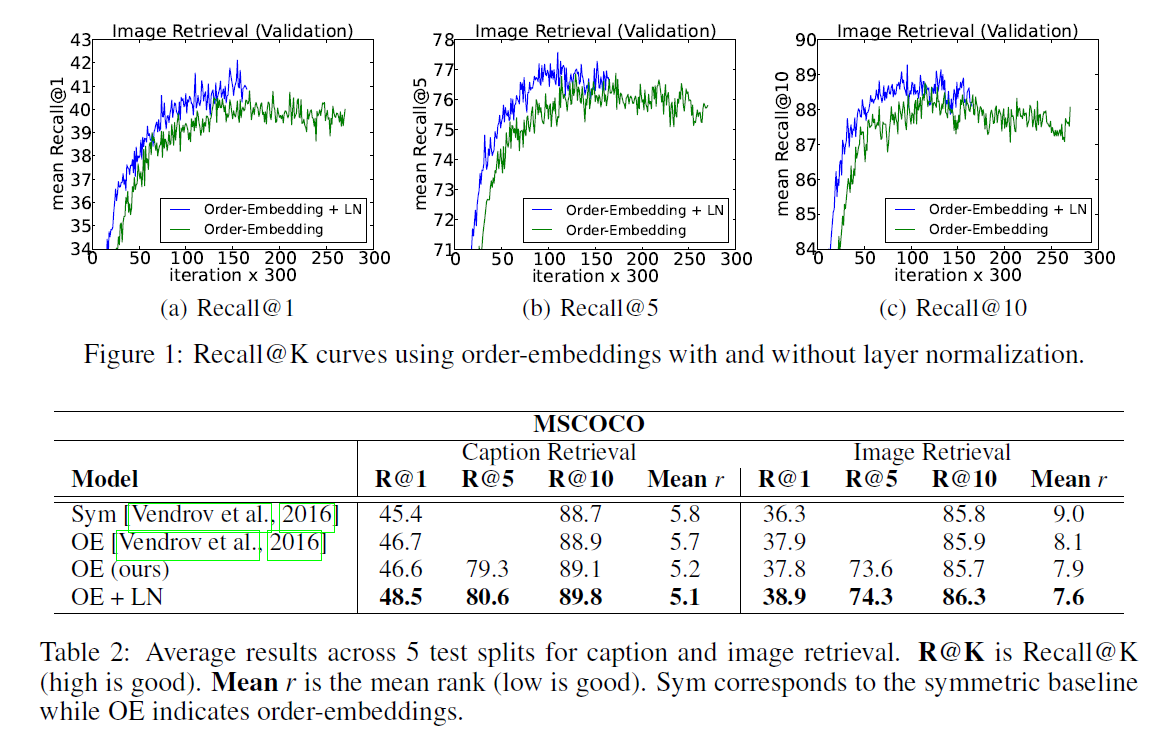 Image Retrieval (Validation)
43
42
41
40
39
38
37
36
35
34
mean Recall@1
0 50 100 150 200 250 300
iteration x 300
Order-Embedding + LN
Order-Embedding
(a) Recall@1
Image Retrieval (Validation)
78
77
76
75
74
73
72
71
mean Recall@5
0 50 100 150 200 250 300
iteration x 300
Order-Embedding + LN
Order-Embedding
(b) Recall@5
Image Retrieval (Validation)
90
89
88
87
86
85
84
mean Recall@10
0 50 100 150 200 250 300
iteration x 300
Order-Embedding + LN
Order-Embedding
(c) Recall@10
Figure 1: Recall@K curves using order-embeddings with and without layer normalization.
MSCOCO
Caption Retrieval Image Retrieval
Model R@1 R@5 R@10 Mean r R@1 R@5 R@10 Mean r
Sym [Vendrov et al., 2016] 45.4 88.7 5.8 36.3 85.8 9.0
OE [Vendrov et al., 2016] 46.7 88.9 5.7 37.9 85.9 8.1
OE (ours) 46.6 79.3 89.1 5.2 37.8 73.6 85.7 7.9
OE + LN 48.5 80.6 89.8 5.1 38.9 74.3 86.3 7.6
Table 2: Average results across 5 test splits for caption and image retrieval. R@K is Recall@K
(high is good). Mean r is the mean rank (low is good). Sym corresponds to the symmetric baseline
while OE indicates order-embeddings.